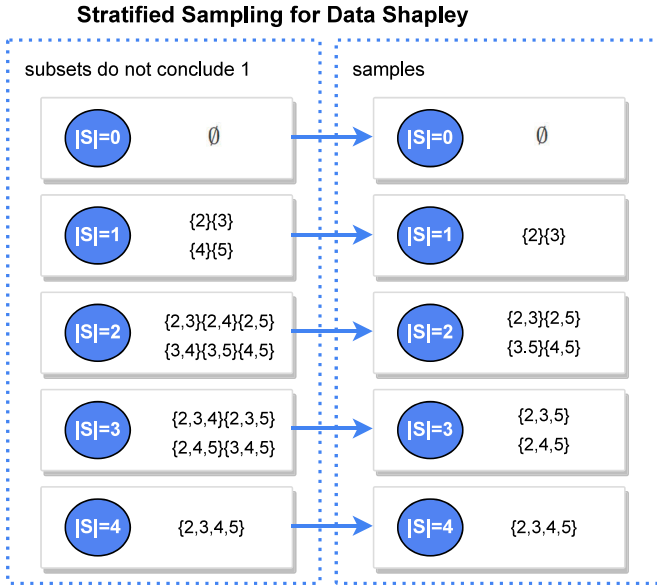 Stratified Sampling for Data Shapley
subsets do not conclude 1
|S|=0
∅
|S|=1
{2}{3}
{4}{5}
|S|=2
{2,3}{2,4}{2,5}
{3,4}{3,5}{4,5}
|S|=3
{2,3,4}{2,3,5}
{2,4,5}{3,4,5}
|S|=4
{2,3,4,5}
samples
|S|=0
∅
|S|=1
{2}{3}
|S|=2
{2,3}{2,5}
{3.5}{4,5}
|S|=3
{2,3,5}
{2,4,5}
|S|=4
{2,3,4,5}